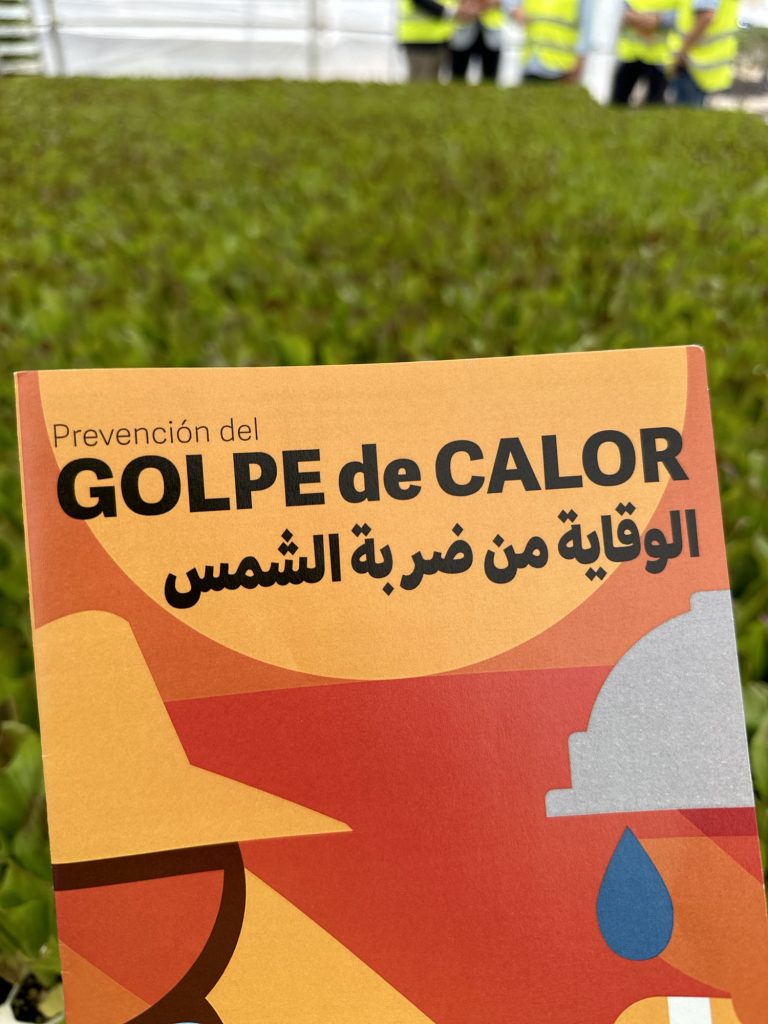 Prevención del
GOLPE de CALOR
الوقاية من ضربة الشمس